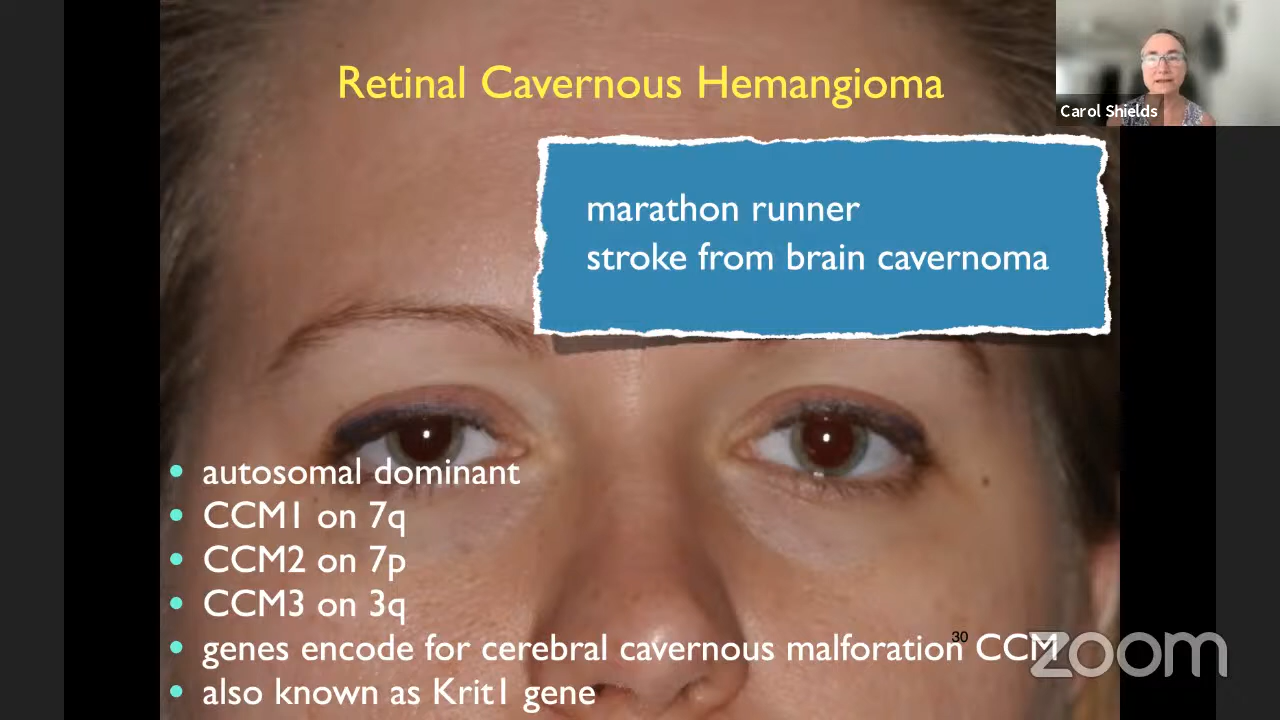 Retinal Cavernous Hemangioma
Carol Shields
marathon runner
stroke from brain cavernoma
• autosomal dominant
• CCM1 on 7q
• CCM2 on 7p
• CCM3 on 3q
• genes encode for cerebral cavernous malforation CCM
• also known as Krit1 gene
30
zoom